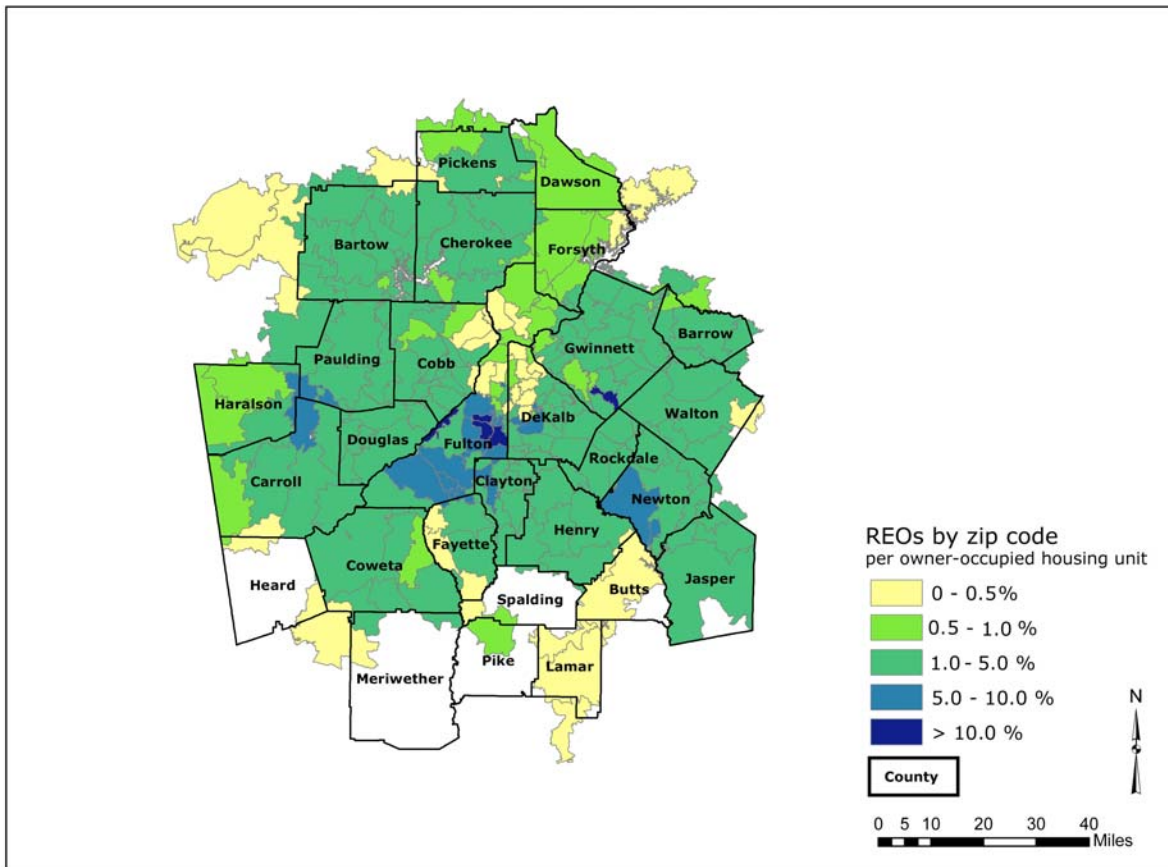 Pickens
Dawson
Bartow
Cherokee
Forsyth
Barrow
Gwinnett
Paulding
Cobb
Haralson
DeKalb
Walton
Douglas
Fulton
Rockdale
Carroll
Clayton
Newton
Henry
Fayette
Coweta
Heard
Butts
Jasper
Spalding
Pike
Lamar
Meriwether
REOs by zip code
per owner-occupied housing unit
0 - 0.5%
0.5 - 1.0 %
1.0 - 5.0 %
5.0 - 10.0 %
> 10.0 %
County
N
0 5 10 20 30 40
Miles